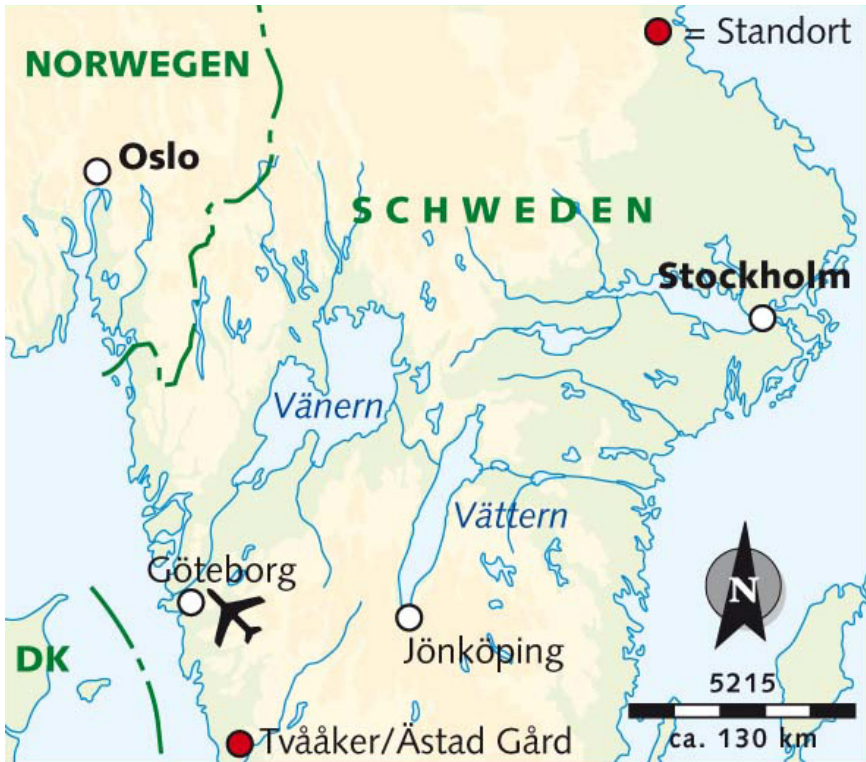 = Standort
NORWEGEN
Oslo
SCHWEDEN
Stockholm
Vänern
Vättern
Göteborg
N
DK
Jönköping
5215
Tvååker/Ästad Gård
ca. 130 km